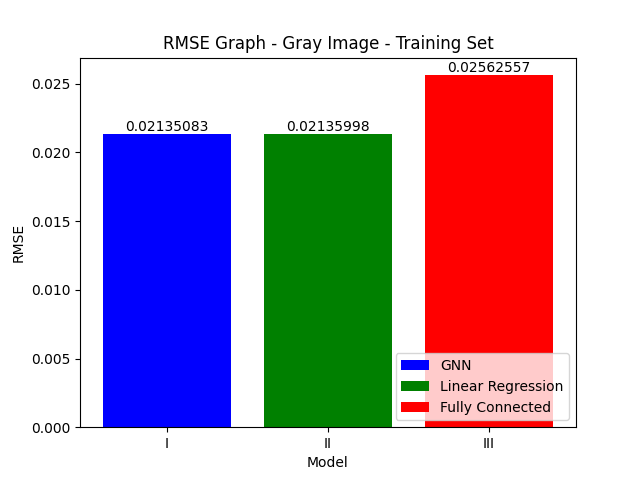 RMSE Graph - Gray Image - Training Set
0.02562557
0.02135083
0.02135998
0.025
0.020
0.015
0.010
0.005
0.000
RMSE
GNN
Linear Regression
Fully Connected
I
II
III
Model